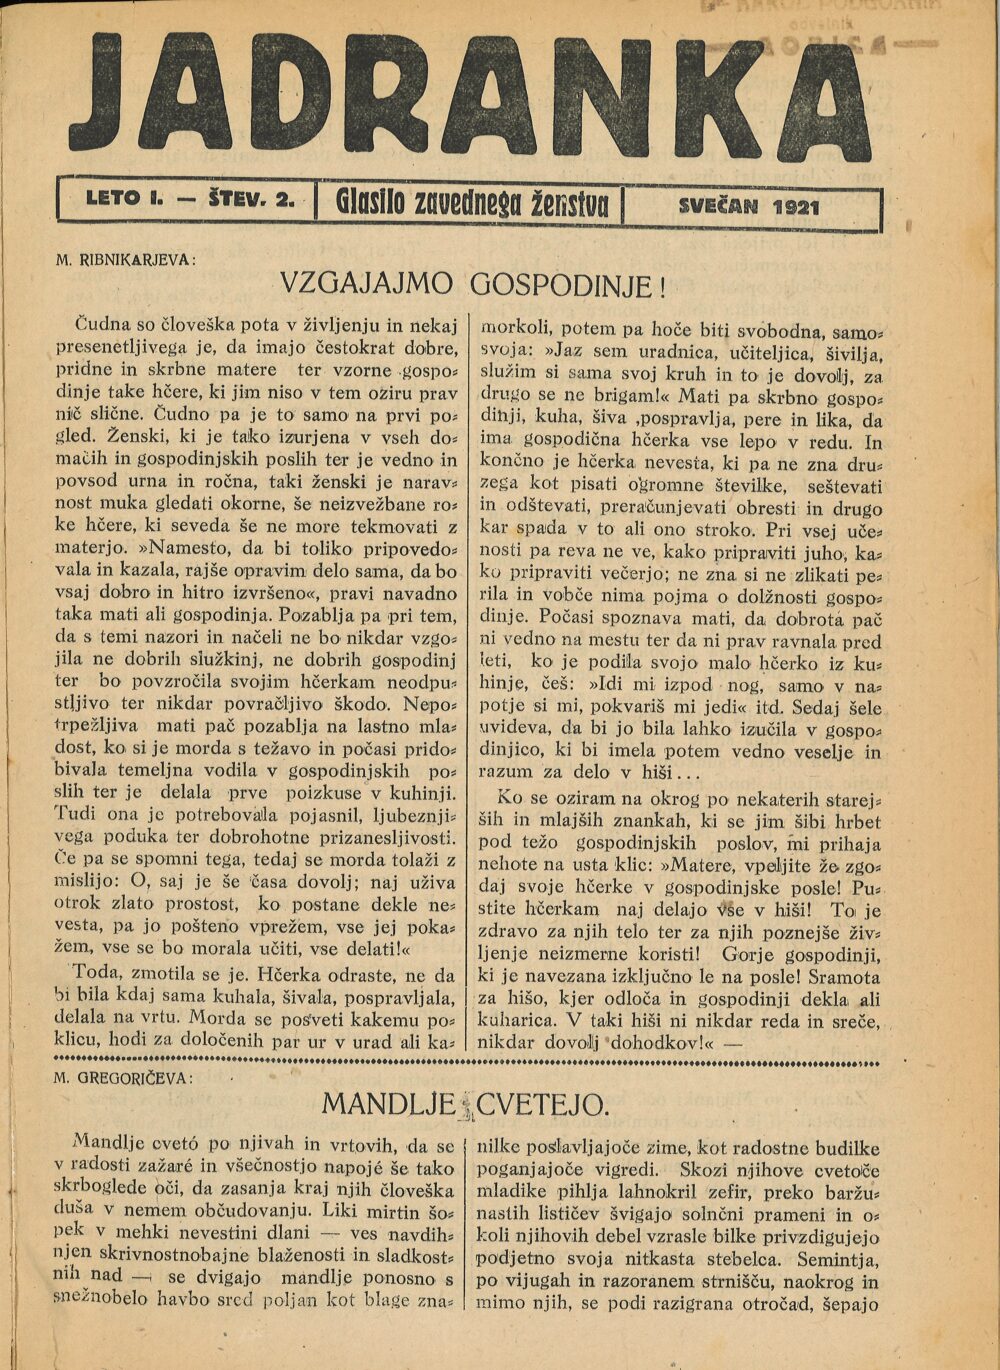 Dr KAROL PODGORNIK
odvetnik
GORICA
JADRANKA
LETO I. — ŠTEV. 2.
Glasilo zavednega ženstva
SVEČAN 1921
M. RIBNIKARJEVA:
VZGAJAJMO GOSPODINJE!
Čudna so človeška pota v življenju in nekaj
presenetljivega je, da imajo čestokrat dobre,
pridne in skrbne matere ter vzorne gospo-
dinje take hčere, ki jim niso v tem oziru prav
nič slične. Čudno pa je to samo na prvi po-
gled. Ženski, ki je tako izurjena v vseh do-
mačih in gospodinjskih poslih ter je vedno in
povsod urna in ročna, taki ženski je narav-
nost muka gledati okorne, še neizvežbane ro-
ke hčere, ki seveda še ne more tekmovati z
materjo. »Namesto, da bi toliko pripovedo-
vala in kazala, rajše opravim delo sama, da bo
vsaj dobro in hitro izvršeno«, pravi navadno
taka mati ali gospodinja. Pozablja pa pri tem,
da s temi nazori in načeli ne bo nikdar vzgo-
jila ne dobrih služkinj, ne dobrih gospodinj
ter bo povzročila svojim hčerkam neodpu-
stljivo ter nikdar povračljivo škodo. Nepo-
trpežljiva mati pač pozablja na lastno mla-
dost, ko si je morda s težavo in počasi prido-
bivala temeljna vodila v gospodinjskih po-
slih ter je delala prve poizkuse v kuhinji.
Tudi ona je potrebovala pojasnil, ljubeznji-
vega poduka ter dobrohotne prizanesljivosti.
Če pa se spomni tega, tedaj se morda tolaži z
mislijo: O, saj je še časa dovolj; naj uživa
otrok zlato prostost, ko postane dekle ne-
vesta, pa jo pošteno vprežem, vse jej poka-
žem, vse se bo morala učiti, vse delati!«
Toda, zmotila se je. Hčerka odraste, ne da
bi bila kdaj sama kuhala, šivala, pospravljala,
delala na vrtu. Morda se posveti kakemu po-
klicu, hodi za določenih par ur v urad ali ka-
morkoli, potem pa hoče biti svobodna, samo-
svoja: »Jaz sem uradnica, učiteljica, šivilja,
služim si sama svoj kruh in to je dovolj, za
drugo se ne brigam!« Mati pa skrbno gospo-
dinji, kuha, šiva ,pospravlja, pere in lika, da
ima gospodična hčerka vse lepo v redu. In
končno je hčerka nevesta, ki pa ne zna dru-
zega kot pisati ogromne številke, seštevati
in odštevati, preračunjevati obresti in drugo
kar spada v to ali ono stroko. Pri vsej uče-
nosti pa reva ne ve, kako pripraviti juho, ka-
ko pripraviti večerjo; ne zna si ne zlikati pe-
rila in vobče nima pojma o dolžnosti gospo-
dinje. Počasi spoznava mati, da dobrota pač
ni vedno na mestu ter da ni prav ravnala pred
leti, ko je podila svojo malo hčerko iz ku-
hinje, češ: »Idi mi izpod nog, samo v na-
potje si mi, pokvariš mi jedi« itd. Sedaj šele
uvideva, da bi jo bila lahko izučila v gospo-
dinjico, ki bi imela potem vedno veselje in
razum za delo v hiši...
Ko se oziram na okrog po nekaterih starej-
ših in mlajših znankah, ki se jim šibi hrbet
pod težo gospodinjskih poslov, mi prihaja
nehote na usta klic: »Matere, vpeljite že zgo-
daj svoje hčerke v gospodinjske posle! Pu-
stite hčerkam naj delajo vše v hiši! To je
zdravo za njih telo ter za njih poznejše živ-
ljenje neizmerne koristi! Gorje gospodinji,
ki je navezana izključno le na posle! Sramota
za hišo, kjer odloča in gospodinji dekla ali
kuharica. V taki hiši ni nikdar reda in sreče,
nikdar dovolj dohodkov!« —
M. GREGORIČEVA:
MANDLJE CVETEJO.
Mandlje cvetó po njivah in vrtovih, da se
v radosti zažaré in všečnostjo napojé še tako
skrboglede oči, da zasanja kraj njih človeška
duša v nemem občudovanju. Liki mirtin šo-
pek v mehki nevestini dlani — ves navdih-
njen skrivnostnobajne blaženosti in sladkost-
nih nad — se dvigajo mandlje ponosno s
snežnobelo havbo sred poljan kot blage zna-
nilke poslavljajoče zime, kot radostne budilke
poganjajoče vigredi. Skozi njihove cvetoče
mladike pihlja lahnokril zefir, preko baržu-
nastih lističev švigajo solnčni prameni in o-
koli njihovih debel vzrasle bilke privzdigujejo
podjetno svoja nitkasta stebelca. Semintja,
po vijugah in razoranem strnišču, naokrog in
mimo njih, se podi razigrana otročad, šepajo